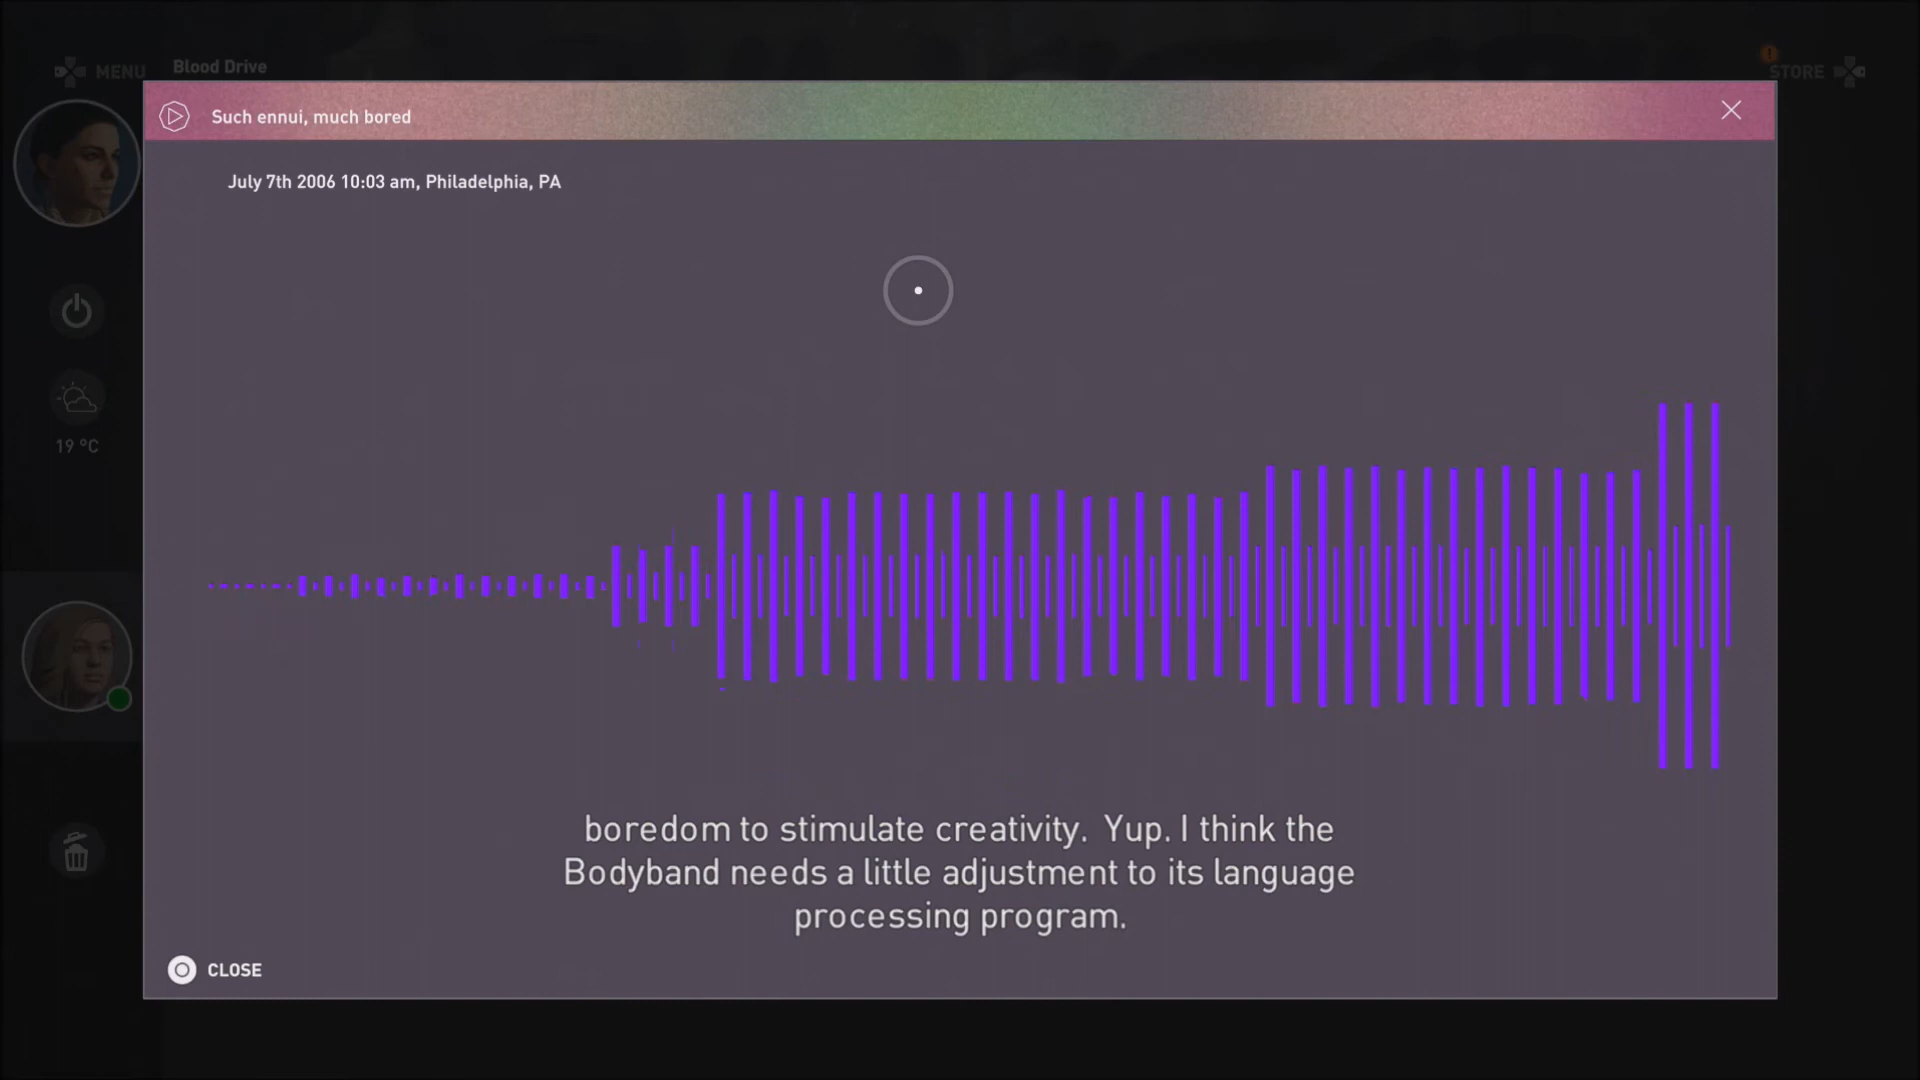 MENU
Blood Drive
!
STORE
Such ennui, much bored
July 7th 2006 10:03 am, Philadelphia, PA
19 °C
boredom to stimulate creativity. Yup. I think the
Bodyband needs a little adjustment to its language
processing program.
CLOSE